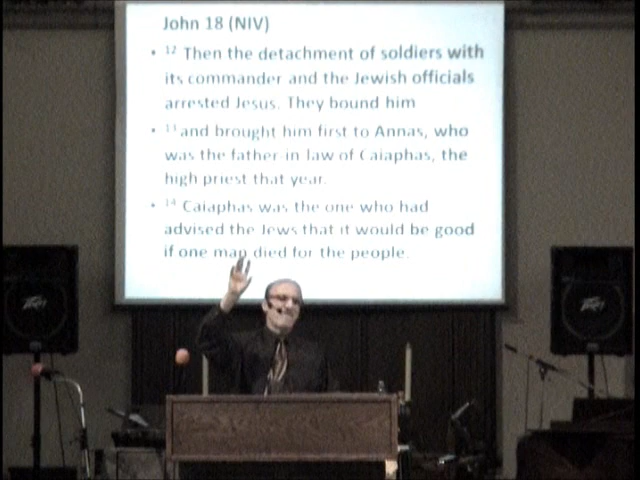 John 18 (NIV)
• 12 Then the detachment of soldiers with
its commander and the Jewish officials
arrested Jesus. They bound him
• 13 and brought him first to Annas, who
was the father-in-law of Caiaphas, the
high priest that year.
• 14 Caiaphas was the one who had
advised the Jews that it would be good
if one man died for the people.
PEAVEY
PEAVEY